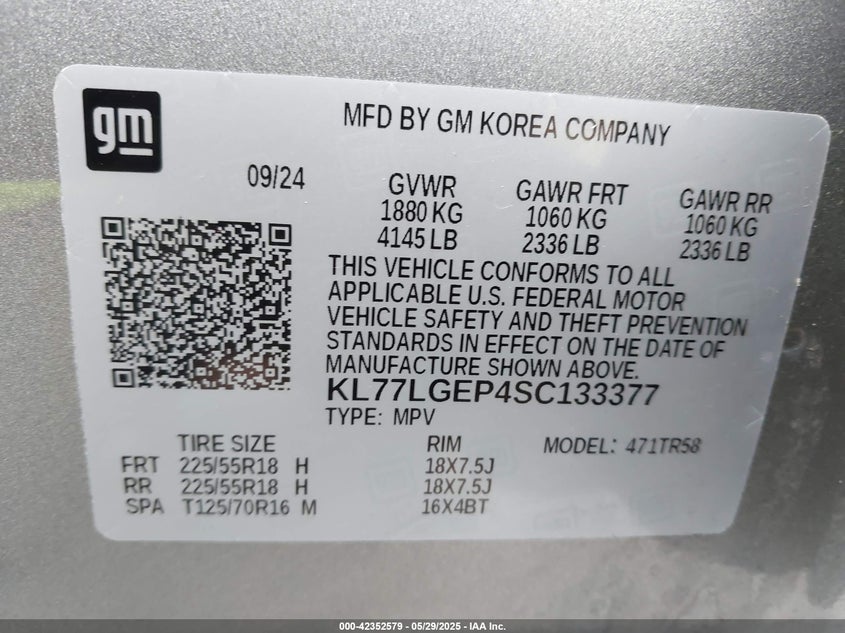 gm
MFD BY GM KOREA COMPANY
09/24
GVWR GAWR FRT GAWR RR
1880 KG 1060 KG 1060 KG
4145 LB 2336 LB 2336 LB
THIS VEHICLE CONFORMS TO ALL
APPLICABLE U.S. FEDERAL MOTOR
VEHICLE SAFETY AND THEFT PREVENTION
STANDARDS IN EFFECT ON THE DATE OF
MANUFACTURE SHOWN ABOVE.
KL77LGEP4SC133377
TYPE: MPV
TIRE SIZE RIM MODEL: 471TR58
FRT 225/55R18 H 18X7.5J
RR 225/55R18 H 18X7.5J
SPA T125/70R16 M 16X4BT
000-42352579 - 05/29/2025 - IAA Inc.